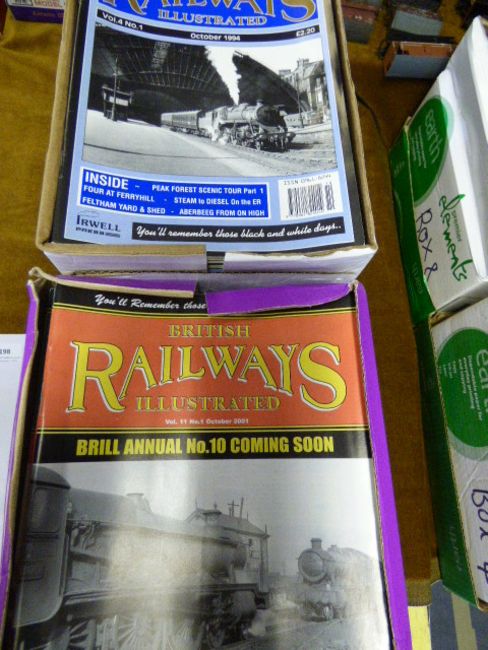 RAILWAYS
ILLUSTRATED
Vol.4 No.1
October 1994
£2.20
INSIDE -
PEAK FOREST SCENIC TOUR Part 1
FOUR AT FERRYHILL
- STEAM to DIESEL On the ER
FELTHAM YARD & SHED
- ABERBEEG FROM ON HIGH
IRWELL
You'll remember those black and white days..
You'll Remember those
BRITISH
RAILWAYS
ILLUSTRATED
Vol. 11 No.1 October 2001
BRILL ANNUAL No.10 COMING SOON
198
earth
elements
Box &